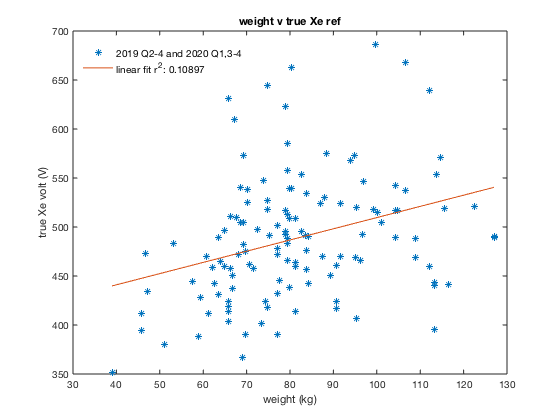 weight v true Xe ref
700
650
600
550
500
450
400
350
true Xe volt (V)
2019 Q2-4 and 2020 Q1,3-4
linear fit r²: 0.10897
30 40 50 60 70 80 90 100 110 120 130
weight (kg)